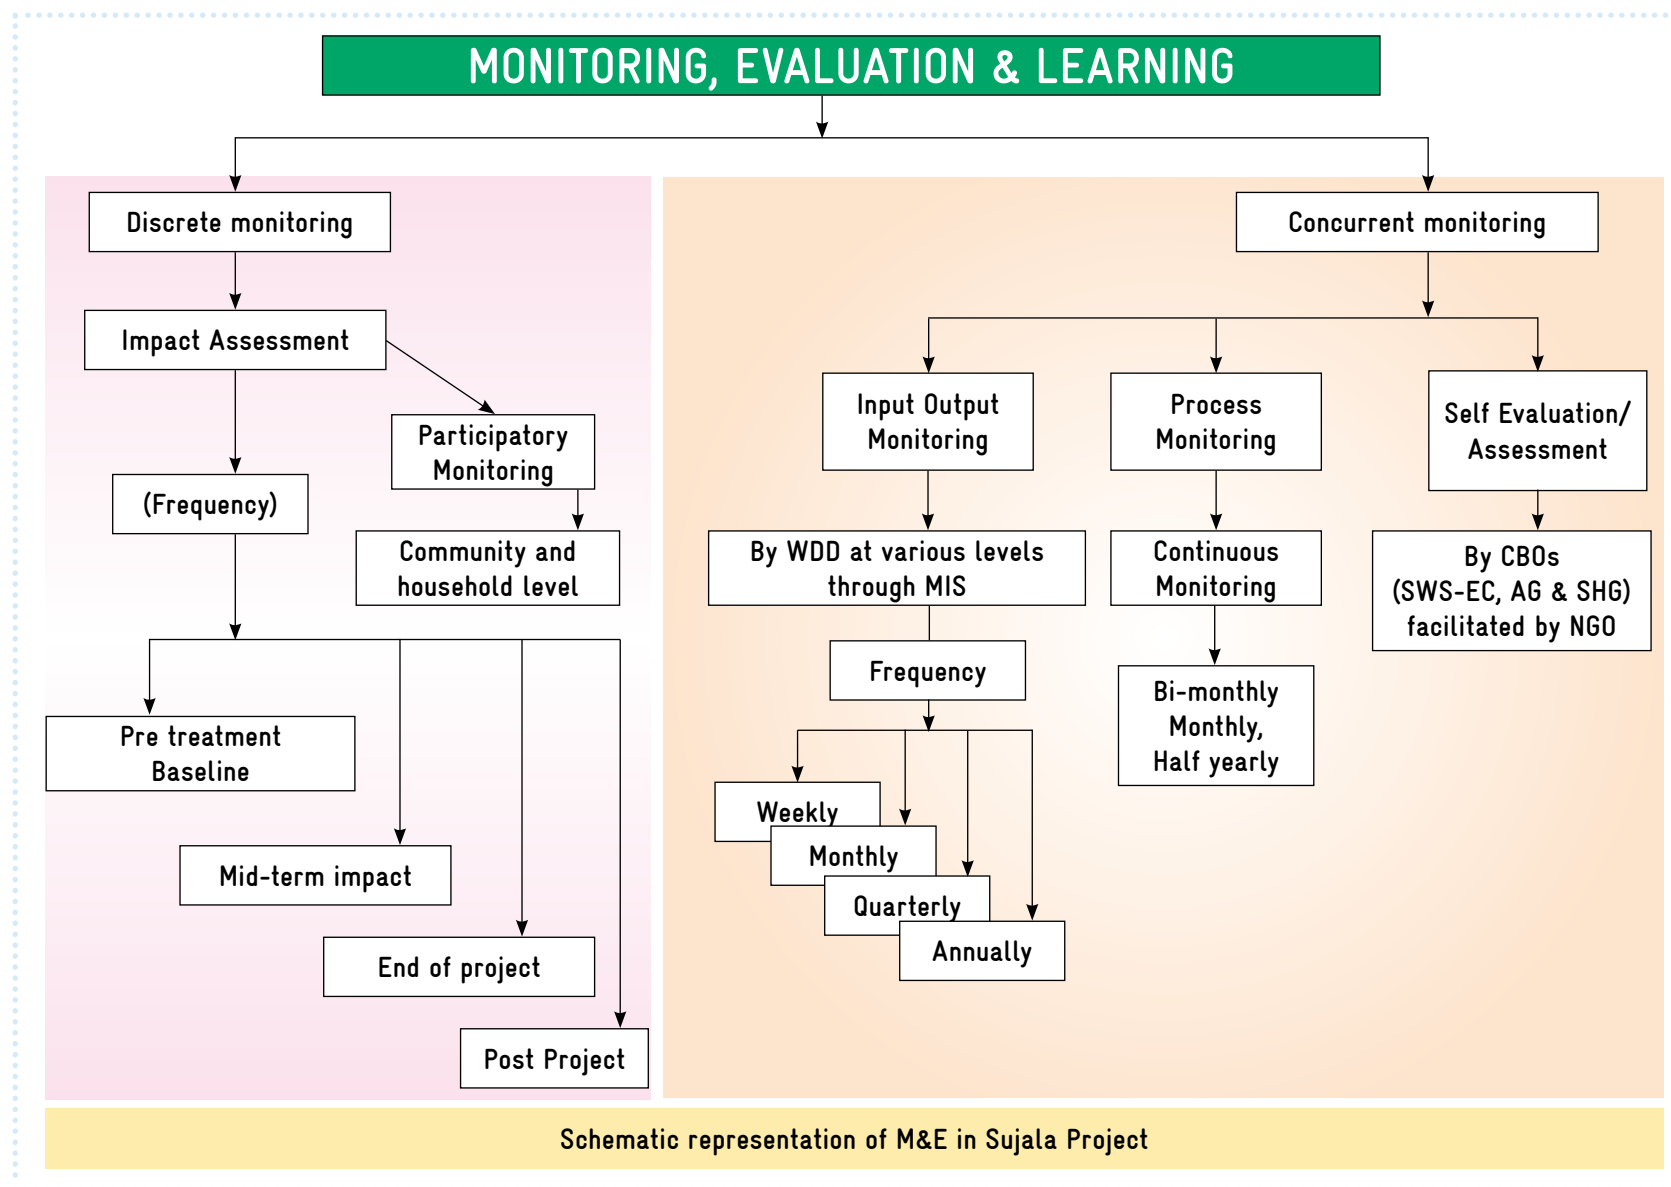 MONITORING, EVALUATION & LEARNING
Discrete monitoring
Impact Assessment
Participatory
Monitoring
(Frequency)
Community and
household level
Pre treatment
Baseline
Mid-term impact
End of project
Post Project
Concurrent monitoring
Input Output
Monitoring
By WDD at various levels
through MIS
Frequency
Weekly
Monthly
Quarterly
Annually
Process
Monitoring
Continuous
Monitoring
Bi-monthly
Monthly,
Half yearly
Self Evaluation/
Assessment
By CBOs
(SWS-EC, AG & SHG)
facilitated by NGO
Schematic representation of M&E in Sujala Project